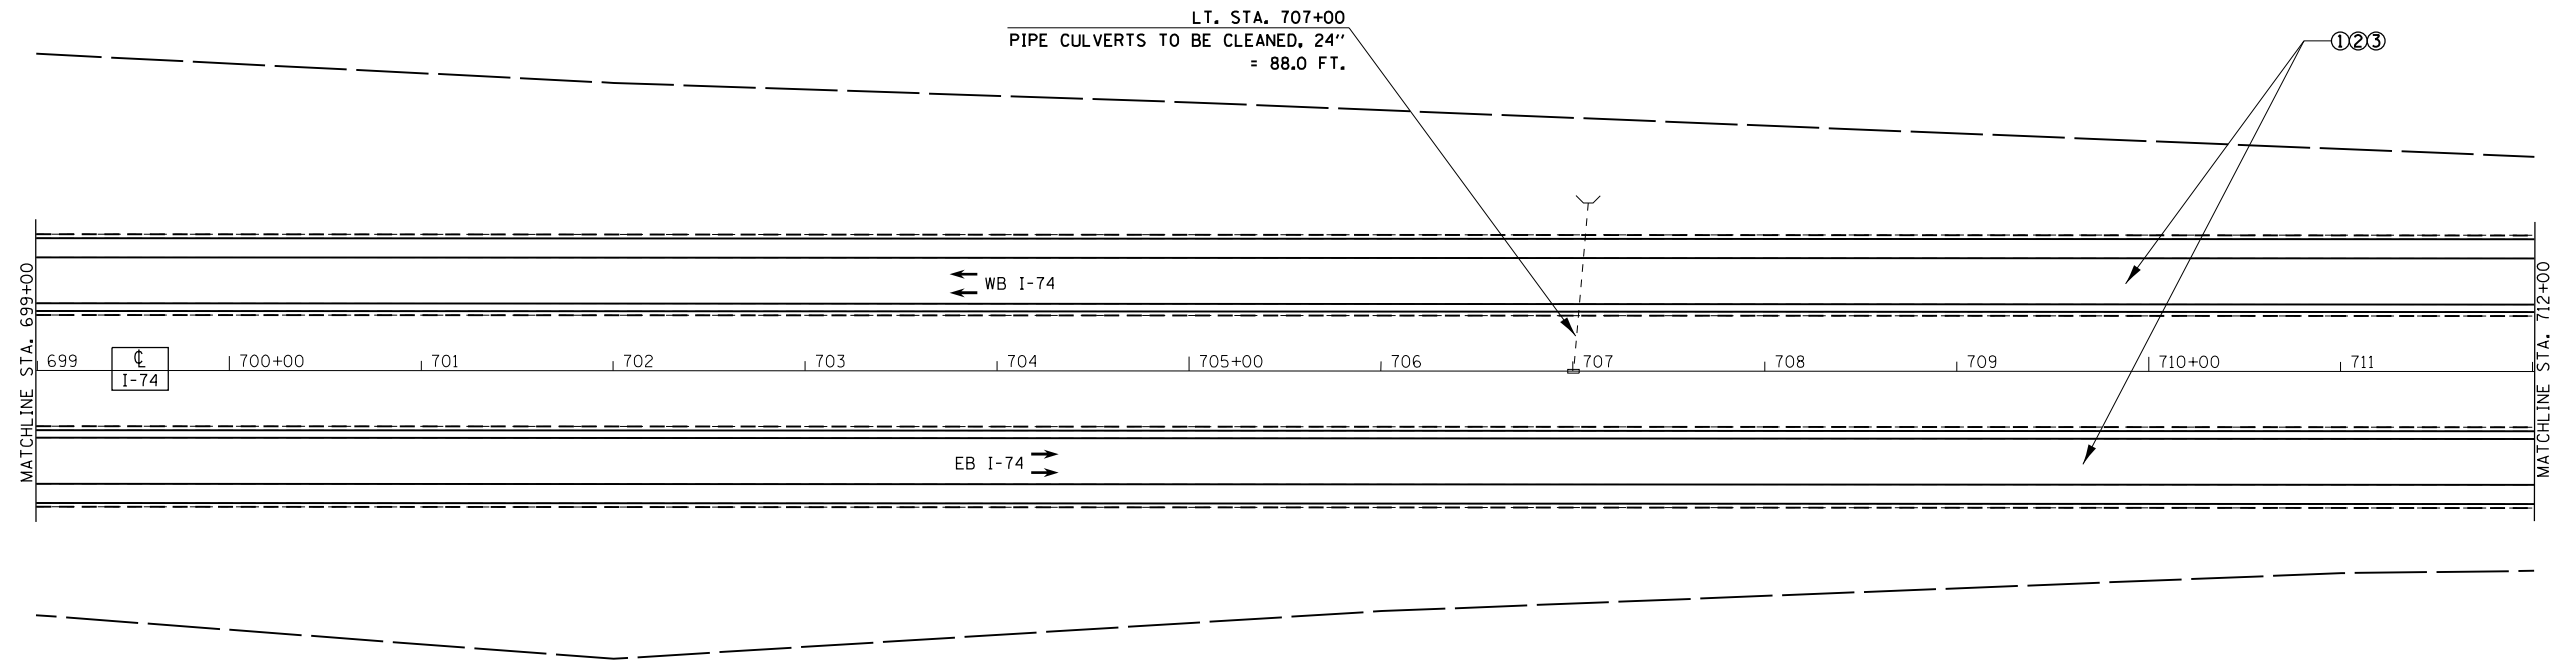 LT. STA. 707+00
PIPE CULVERTS TO BE CLEANED, 24"
= 88.0 FT.
①②③
MATCHLINE STA. 699+00
WB I-74
699
℄
I-74
700+00
701
702
703
704
705+00
706
707
708
709
710+00
711
EB I-74
MATCHLINE STA. 712+00